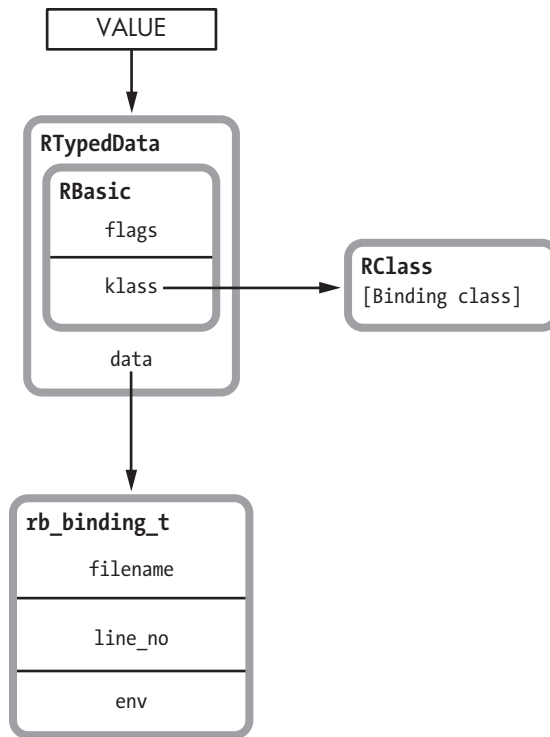 VALUE
RTypedData
RBasic
flags
klass
RClass
[Binding class]
data
rb_binding_t
filename
line_no
env